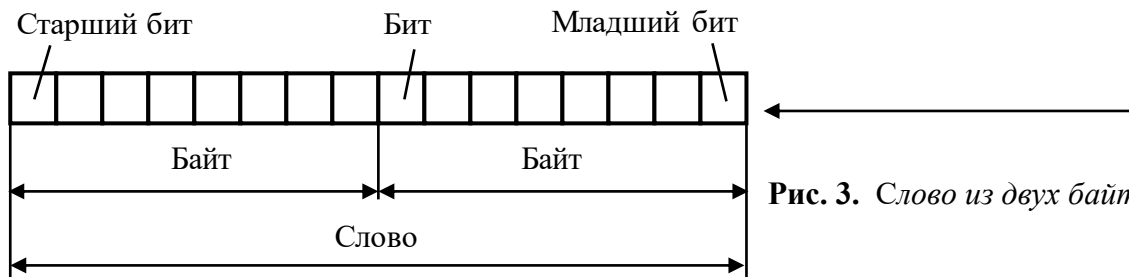 Старший бит Бит Младший бит
Байт Байт
Рис. 3. Слово из двух байт
Слово